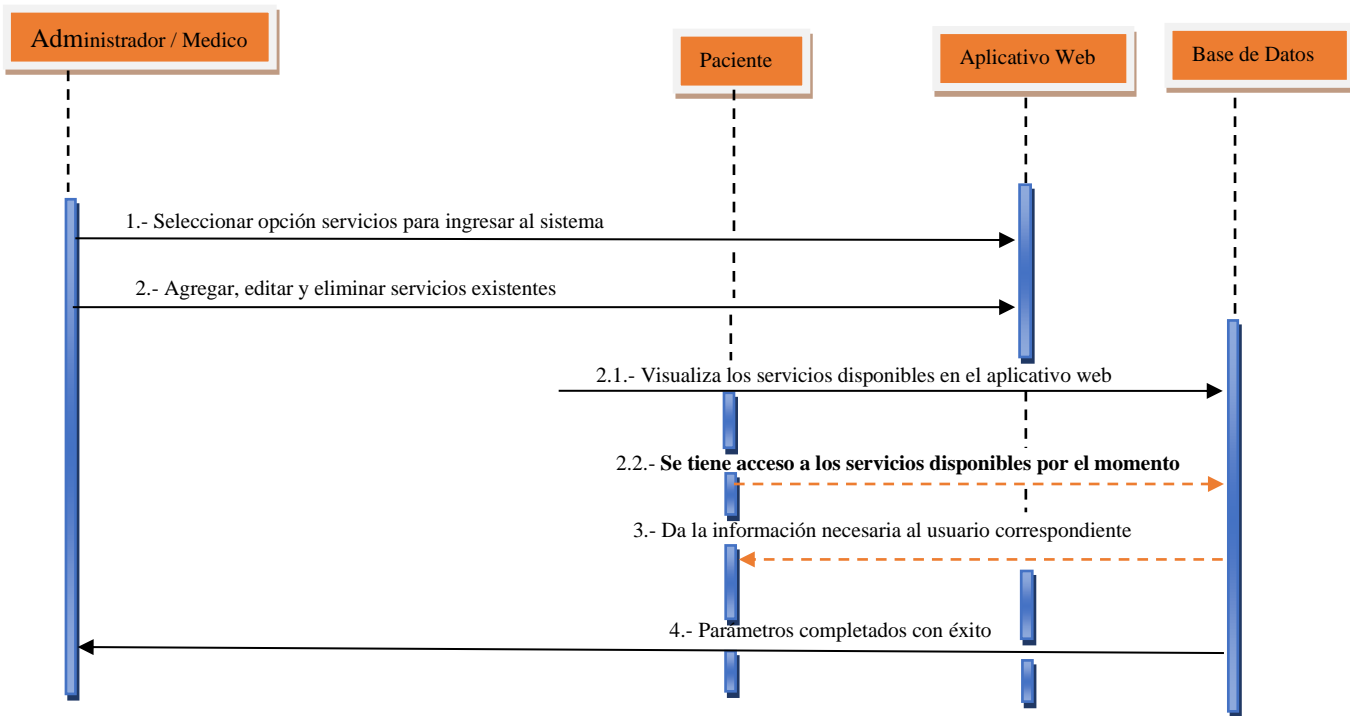 Administrador / Medico
Paciente
Aplicativo Web
Base de Datos
1.- Seleccionar opción servicios para ingresar al sistema
2.- Agregar, editar y eliminar servicios existentes
2.1.- Visualiza los servicios disponibles en el aplicativo web
2.2.- Se tiene acceso a los servicios disponibles por el momento
3.- Da la información necesaria al usuario correspondiente
4.- Parámetros completados con éxito